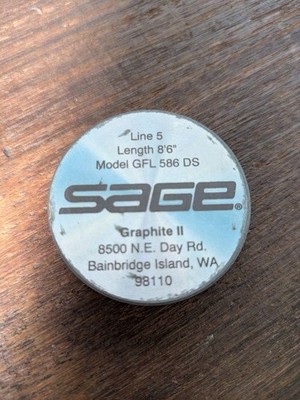 Line 5
Length 8'6"
Model GFL 586 DS
SAGE®
Graphite II
8500 N.E. Day Rd.
Bainbridge Island, WA
98110